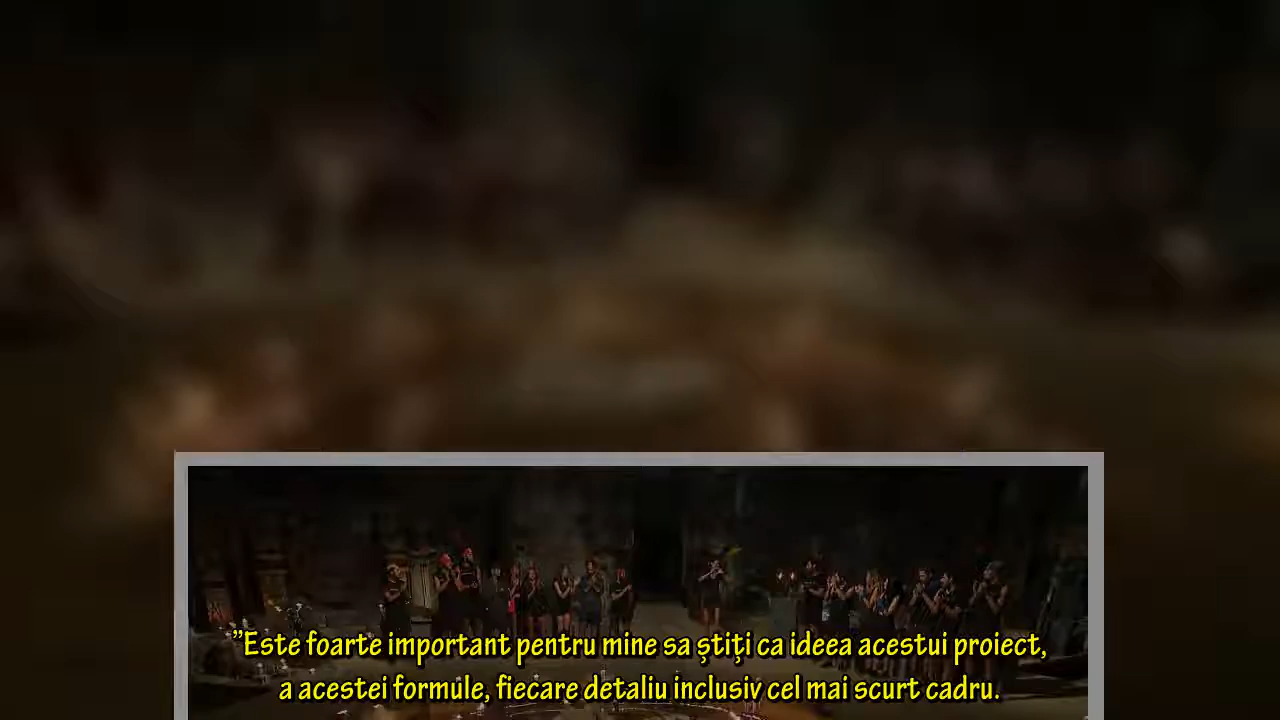 ”Este foarte important pentru mine sa știți ca ideea acestui proiect,
a acestei formule, fiecare detaliu inclusiv cel mai scurt cadru.